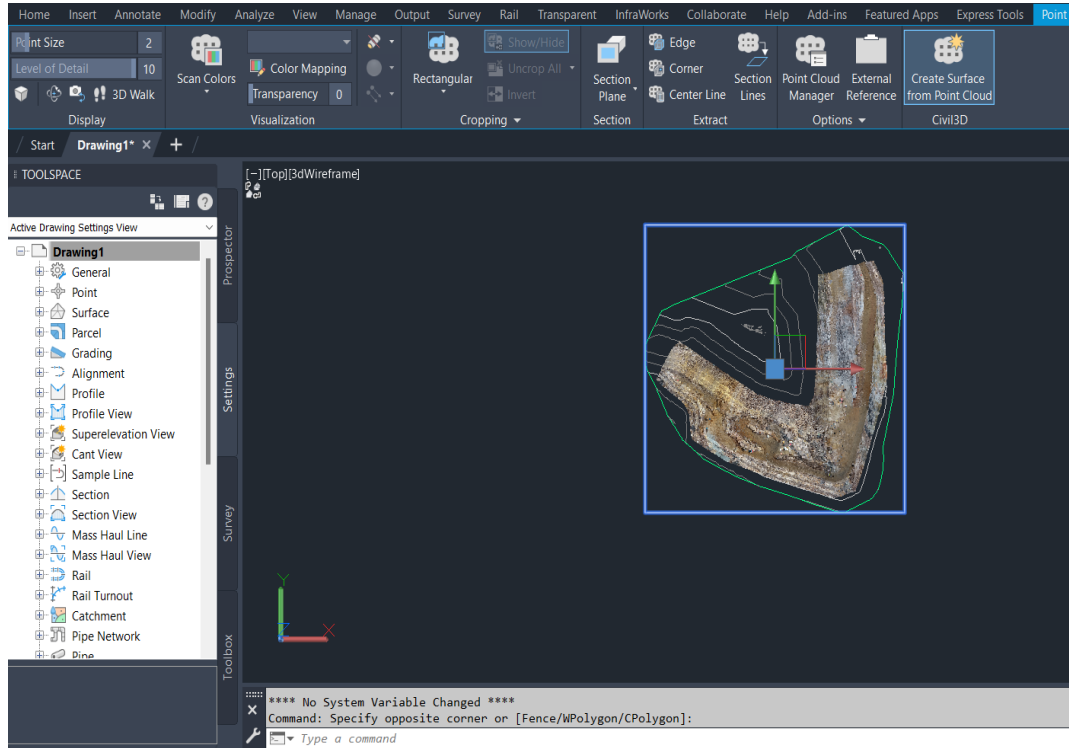 Home Insert Annotate Modify Analyze View Manage Output Survey Rail Transparent InfraWorks Collaborate Help Add-ins Featured Apps Express Tools Point
Point Size 2
Level of Detail 10
3D Walk
Display
Scan Colors
Color Mapping
Transparency 0
Visualization
Rectangular
Show/Hide
Uncrop All
Invert
Cropping
Section
Plane
Section
Edge
Corner
Center Line
Section
Lines
Extract
Point Cloud
Manager
External
Reference
Options
Create Surface
from Point Cloud
Civil3D
Start Drawing1* +
TOOLSPACE
Active Drawing Settings View
Drawing1
General
Point
Surface
Parcel
Grading
Alignment
Profile
Profile View
Superelevation View
Cant View
Sample Line
Section
Section View
Mass Haul Line
Mass Haul View
Rail
Rail Turnout
Catchment
Pipe Network
Pipe
Prospector
Settings
Survey
Toolbox
[−][Top][3dWireframe]
Y
X
Z
**** No System Variable Changed ****
Command: Specify opposite corner or [Fence/WPolygon/CPolygon]:
Type a command